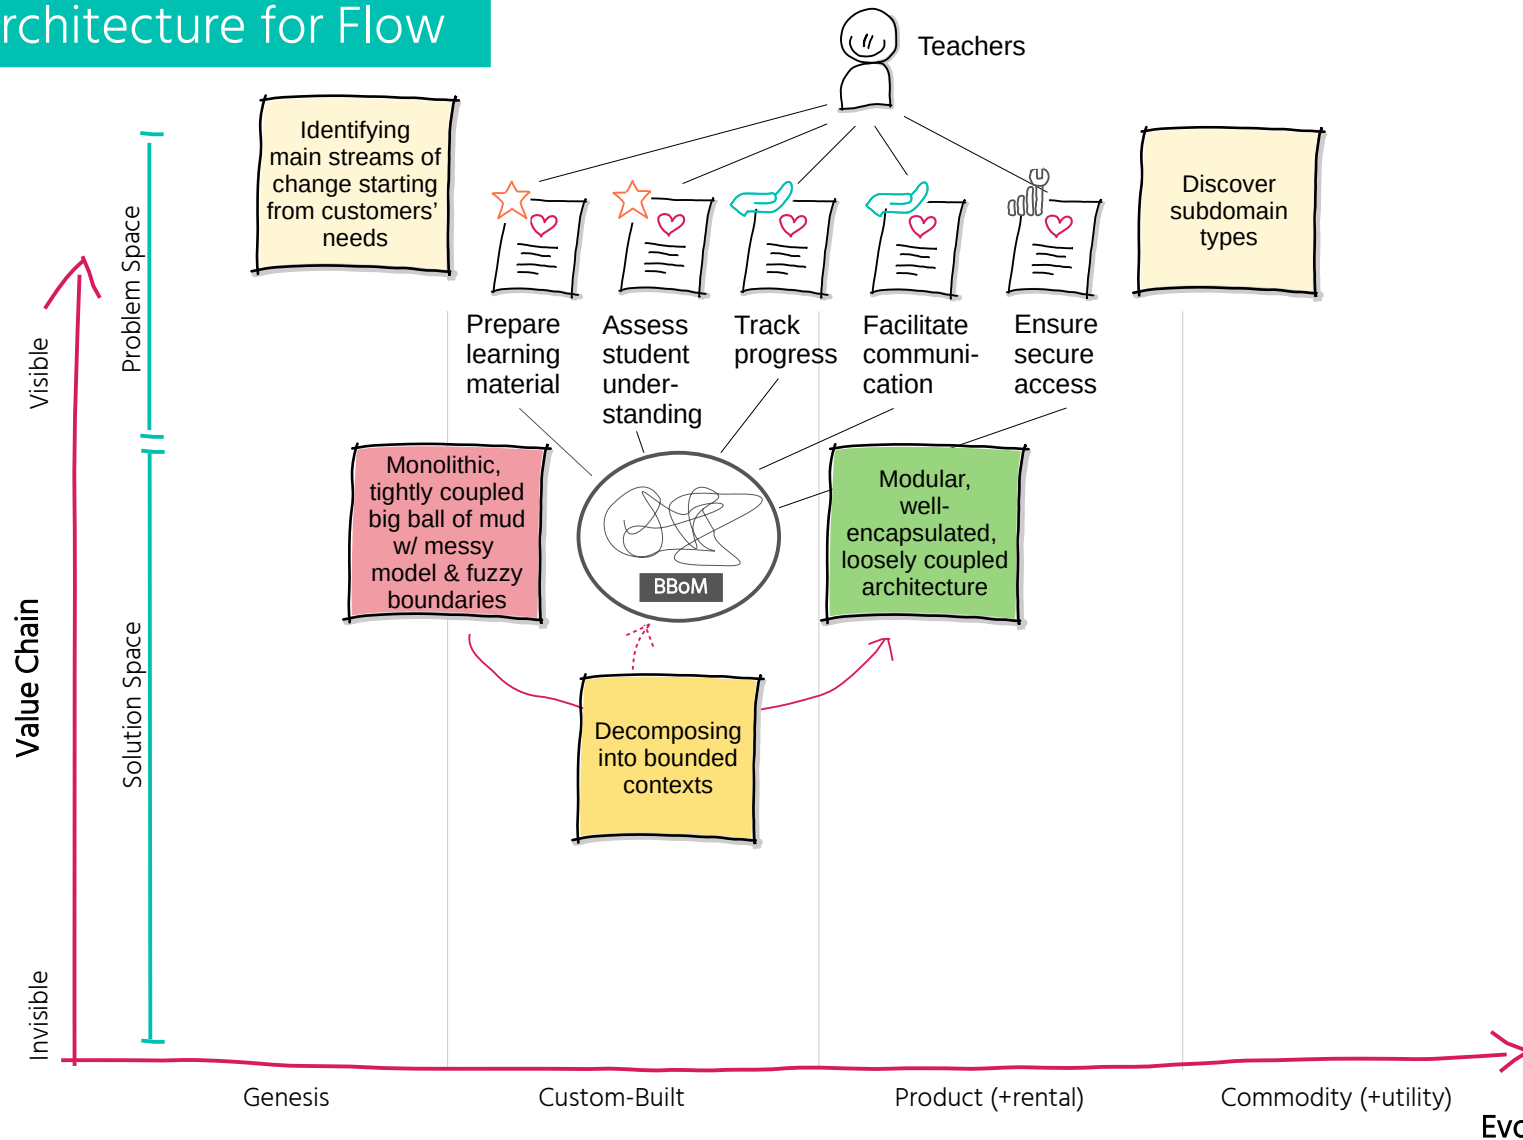 rchitecture for Flow
Teachers
Identifying
main streams of
change starting
from customers’
needs
Discover
subdomain
types
Problem Space
Visible
Prepare
learning
material
Assess
student
under-
standing
Track
progress
Facilitate
communi-
cation
Ensure
secure
access
Monolithic,
tightly coupled
big ball of mud
w/ messy
model & fuzzy
boundaries
BBoM
Modular,
well-
encapsulated,
loosely coupled
architecture
Value Chain
Solution Space
Decomposing
into bounded
contexts
Invisible
Genesis
Custom-Built
Product (+rental)
Commodity (+utility)
Evo